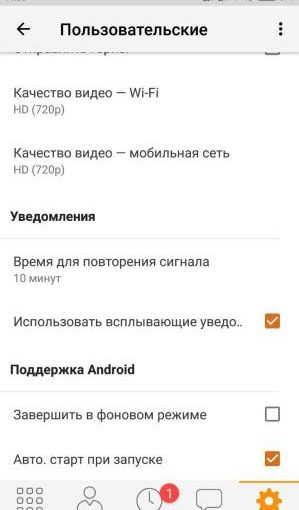 Пользовательские
Качество видео — Wi-Fi
HD (720p)
Качество видео — мобильная сеть
HD (720p)
Уведомления
Время для повторения сигнала
10 минут
Использовать всплывающие уведо..
Поддержка Android
Завершить в фоновом режиме
Авто. старт при запуске
1